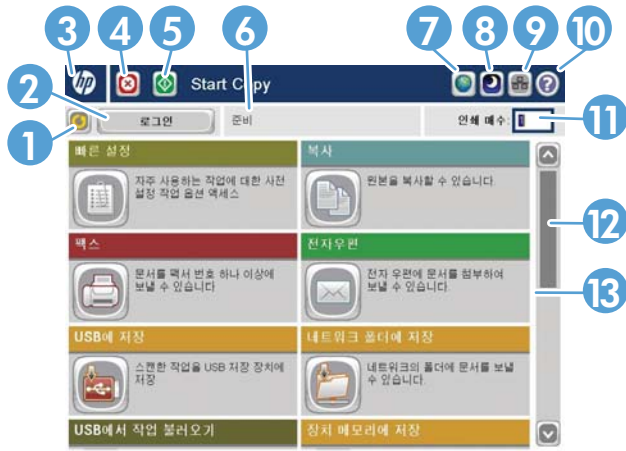 3 4 5 6 7 8 9 10
hp Start Copy ?
2 로그인 준비 인쇄 매수: 1 11
1
빠른 설정 복사
자주 사용하는 작업에 대한 사전
설정 작업 옵션 액세스
원본을 복사할 수 있습니다.
12
팩스 전자우편
문서를 팩서 번호 하나 이상에
보낼 수 있습니다
전자 우편에 문서를 첨부하여
보낼 수 있습니다.
13
USB에 저장 네트워크 폴더에 저장
스캔한 작업을 USB 저장 장치에
저장
네트워크의 폴더에 문서를 보낼
수 있습니다.
USB에서 작업 불러오기 장치 메모리에 저장